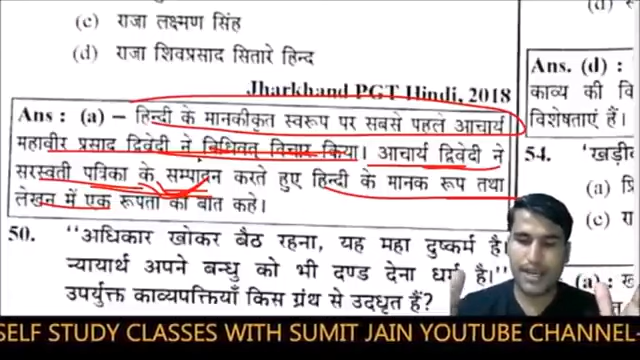 (c) राजा लक्ष्मण सिंह
(d) राजा शिवप्रसाद सितारे हिन्द
Jharkhand PGT Hindi, 2018
Ans : (a) – हिन्दी के मानकीकृत स्वरूप पर सबसे पहले आचार्य
महावीर प्रसाद द्विवेदी ने विधिवत् विचार किया। आचार्य द्विवेदी ने
सरस्वती पत्रिका के सम्पादन करते हुए हिन्दी के मानक रूप तथा
लेखन में एक रूपता की बात कहे।
50. "अधिकार खोकर बैठ रहना, यह महा दुष्कर्म है।
न्यायार्थ अपने बन्धु को भी दण्ड देना धर्म है।"
उपर्युक्त काव्यपक्तियाँ किस ग्रंथ से उद्धृत हैं?
(d)
Ans. (d) :
काव्य की वि
विशेषताएं हैं।
54. 'खड़ी
(a)
(c) रा
(a) : ख
SELF STUDY CLASSES WITH SUMIT JAIN YOUTUBE CHANNEL-